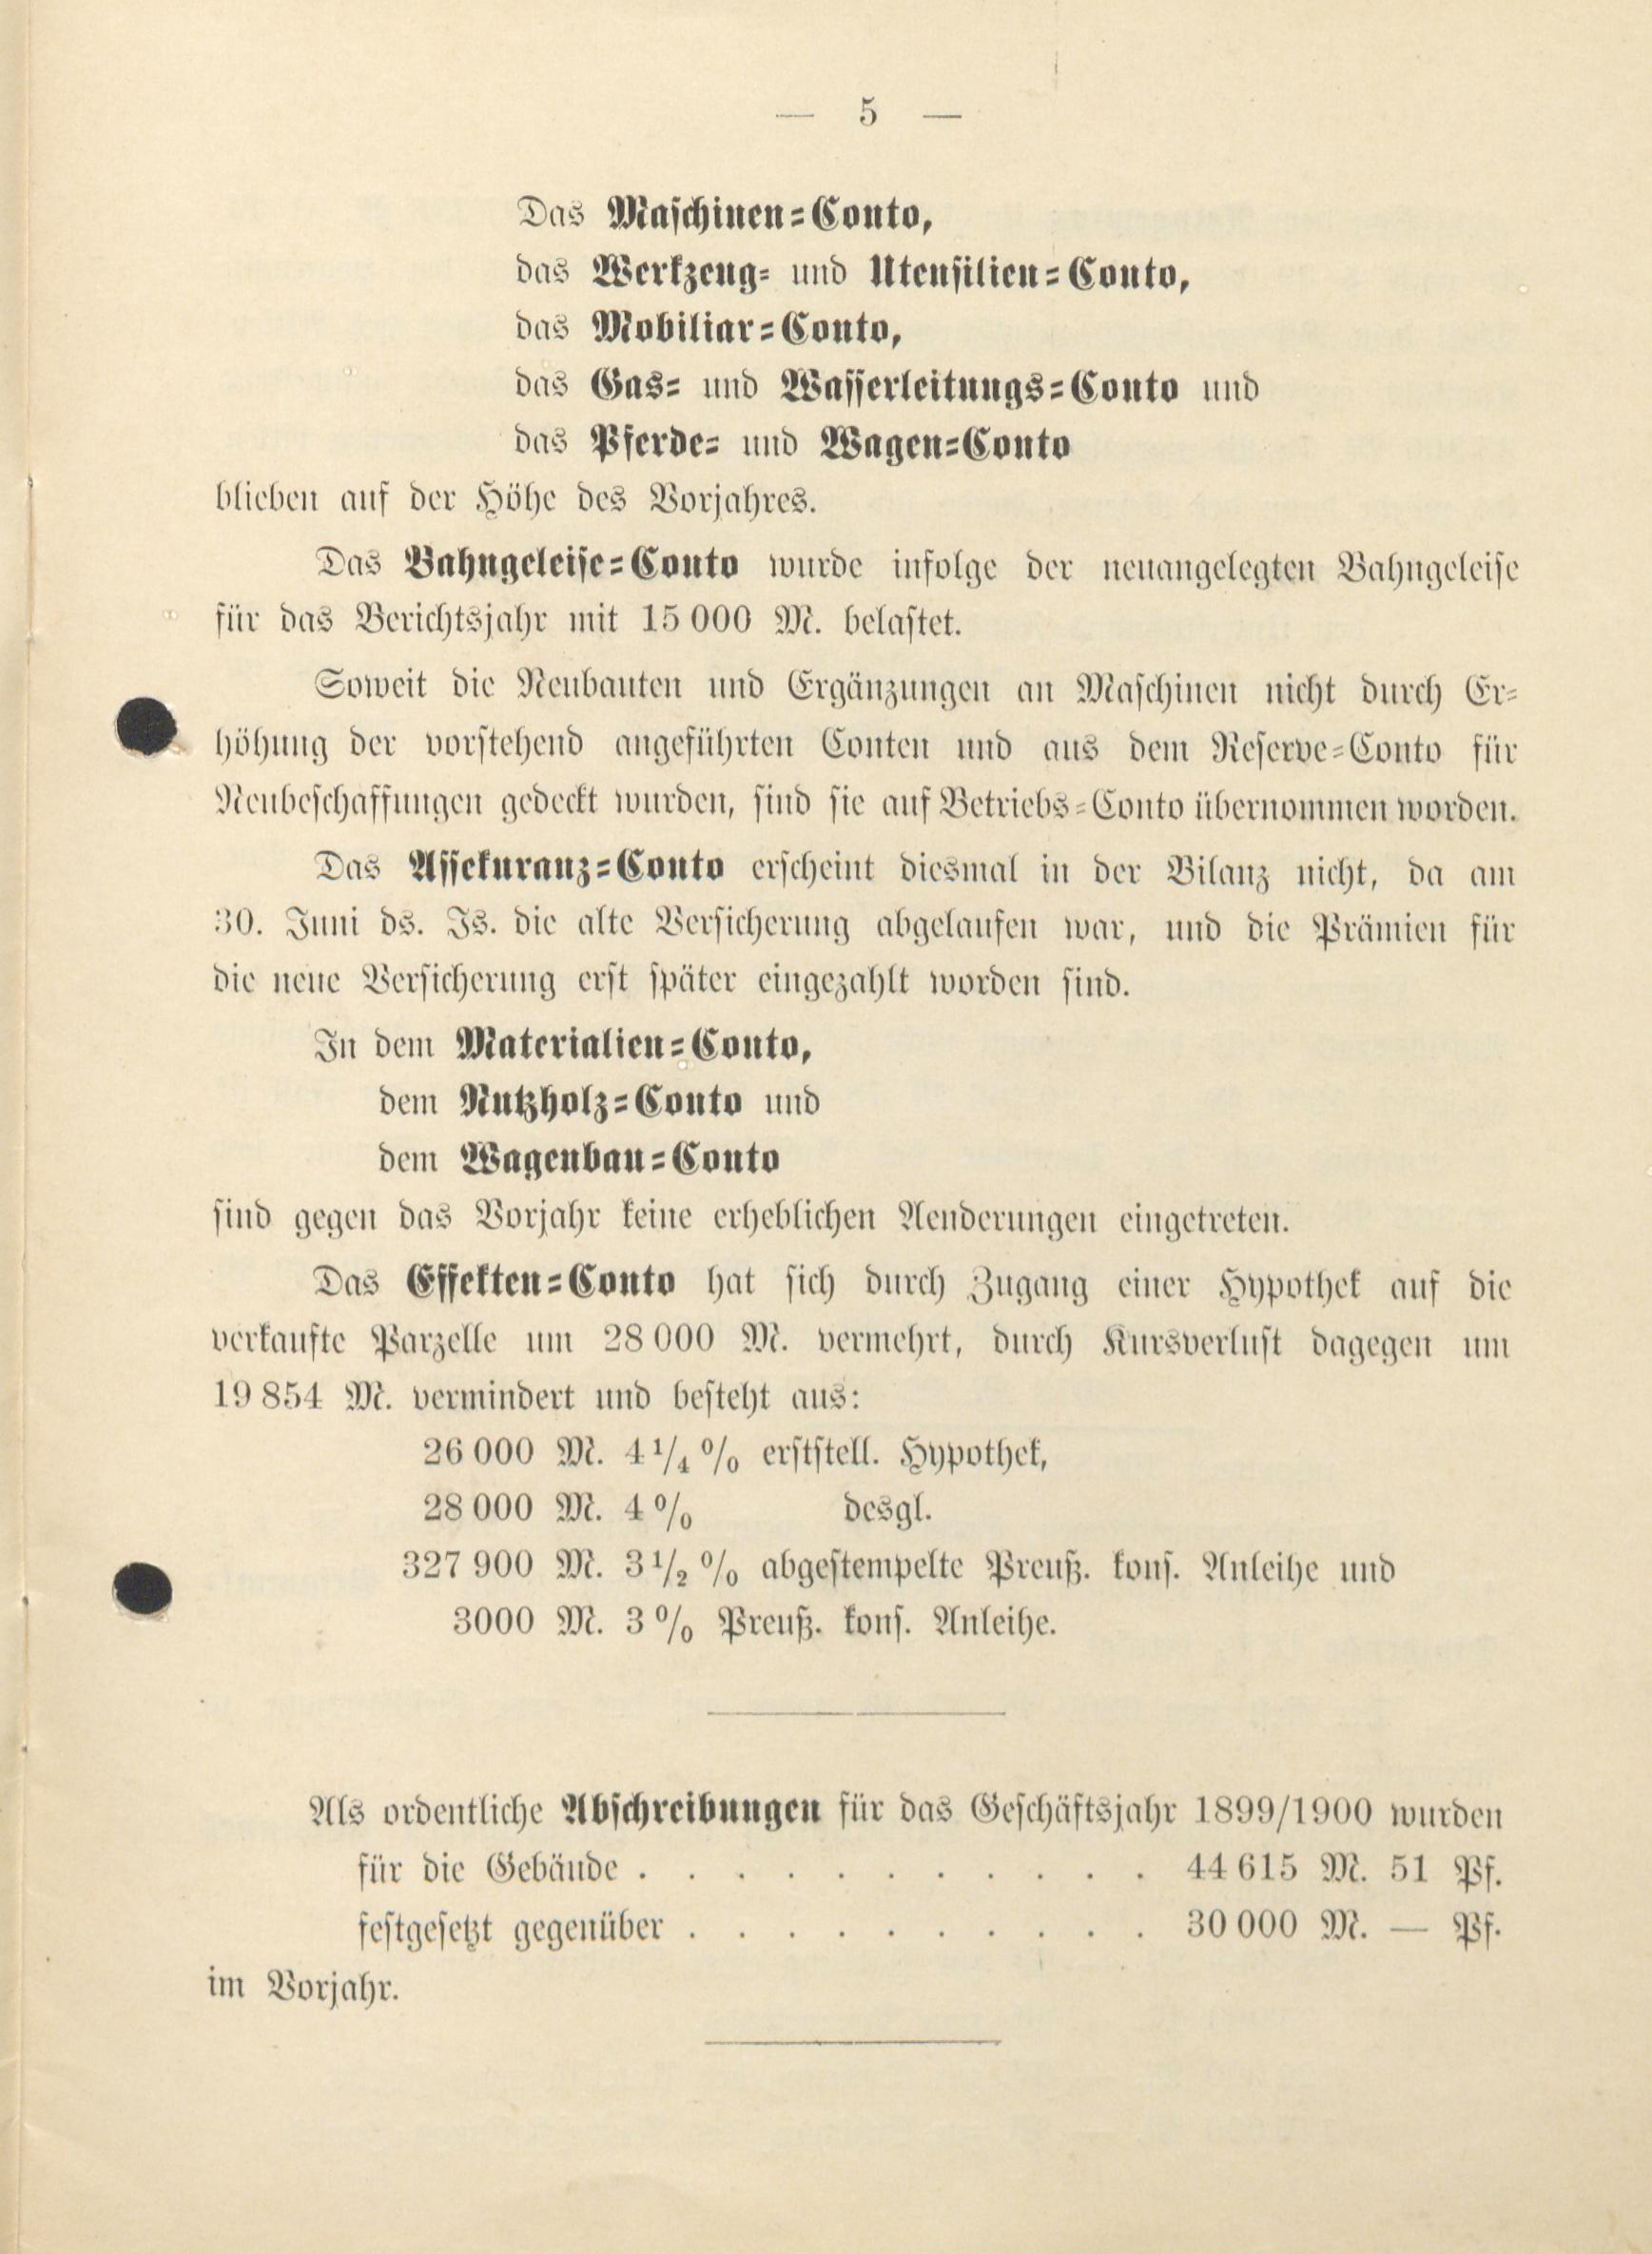 — 5 —
Das Maschinen-Conto,
das Werkzeug- und Utensilien-Conto,
das Mobiliar-Conto,
das Gas- und Wasserleitungs-Conto und
das Pferde- und Wagen-Conto
blieben auf der Höhe des Vorjahres.
Das Bahngeleise-Conto wurde infolge der neuangelegten Bahngeleise
für das Berichtsjahr mit 15 000 M. belastet.
Soweit die Neubauten und Ergänzungen an Maschinen nicht durch Er-
höhung der vorstehend angeführten Conten und aus dem Reserve-Conto für
Neubeschaffungen gedeckt wurden, sind sie auf Betriebs-Conto übernommen worden.
Das Assekuranz-Conto erscheint diesmal in der Bilanz nicht, da am
30. Juni ds. Js. die alte Versicherung abgelaufen war, und die Prämien für
die neue Versicherung erst später eingezahlt worden sind.
In dem Materialien-Conto,
dem Nutzholz-Conto und
dem Wagenbau-Conto
sind gegen das Vorjahr keine erheblichen Aenderungen eingetreten.
Das Effekten-Conto hat sich durch Zugang einer Hypothek auf die
verkaufte Parzelle um 28 000 M. vermehrt, durch Kursverlust dagegen um
19 854 M. vermindert und besteht aus:
26 000 M. 4 1/4 % erststell. Hypothek,
28 000 M. 4 % desgl.
327 900 M. 3 1/2 % abgestempelte Preuß. kons. Anleihe und
3000 M. 3 % Preuß. kons. Anleihe.
Als ordentliche Abschreibungen für das Geschäftsjahr 1899/1900 wurden
für die Gebäude . . . . . . . . . . . 44 615 M. 51 Pf.
festgesetzt gegenüber . . . . . . . . . . 30 000 M. — Pf.
im Vorjahr.